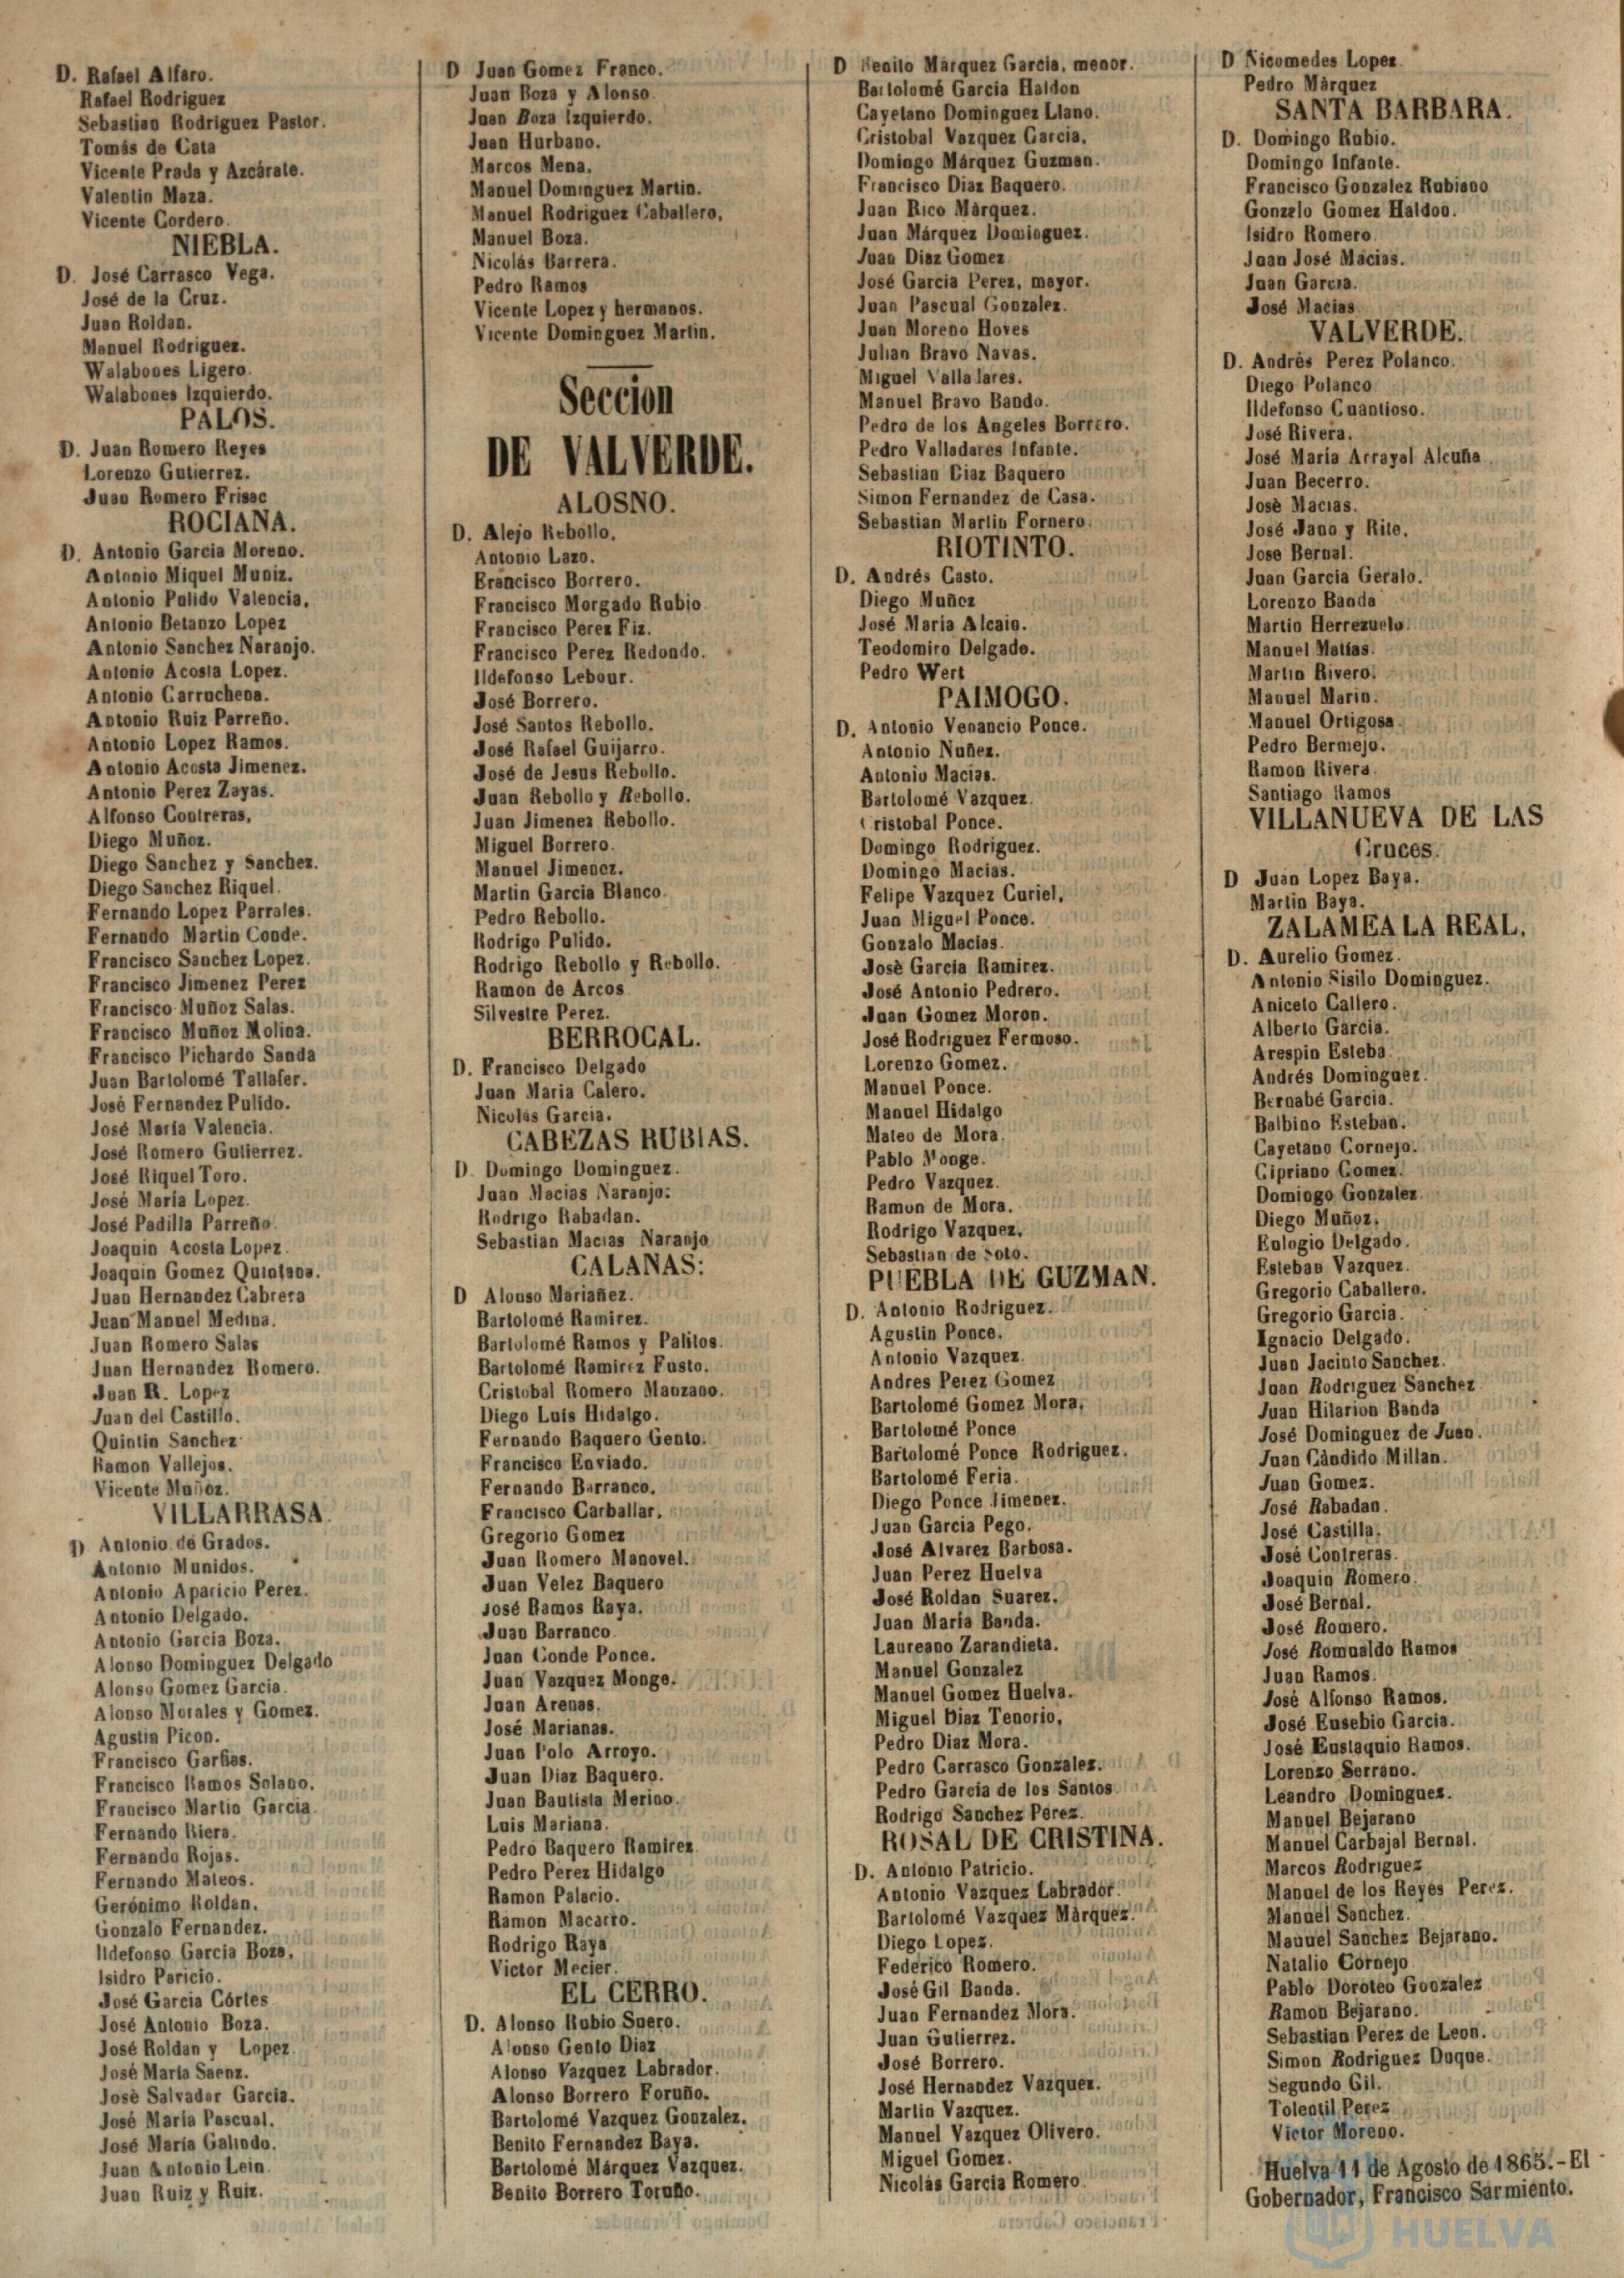 D. Rafael Alfaro.
Rafael Rodriguez
Sebastian Rodriguez Pastor.
Tomás de Cata
Vicente Prada y Azcárate.
Valentin Maza.
Vicente Cordero.
NIEBLA.
D. José Carrasco Vega.
José de la Cruz.
Juan Roldan.
Manuel Rodriguez.
Walabones Ligero.
Walabones Izquierdo.
PALOS.
D. Juan Romero Reyes
Lorenzo Gutierrez.
Juan Romero Frisac
ROCIANA.
D. Antonio Garcia Moreno.
Antonio Miquel Muniz.
Antonio Pulido Valencia,
Antonio Betanzo Lopez
Antonio Sanchez Naranjo.
Antonio Acosta Lopez.
Antonio Carruchena.
Antonio Ruiz Parreño.
Antonio Lopez Ramos.
Antonio Acosta Jimenez.
Antonio Perez Zayas.
Alfonso Contreras,
Diego Muñoz.
Diego Sanchez y Sanchez.
Diego Sanchez Riquel.
Fernando Lopez Parrales.
Fernando Martin Conde.
Francisco Sanchez Lopez.
Francisco Jimenez Perez
Francisco Muñoz Salas.
Francisco Muñoz Molina.
Francisco Pichardo Sanda
Juan Bartolomé Tallafer.
José Fernandez Pulido.
José María Valencia.
José Romero Gutierrez.
José Riquel Toro.
José María Lopez.
José Padilla Parreño.
Joaquin Acosta Lopez.
Joaquin Gomez Quintana.
Juan Hernandez Cabrera
Juan Manuel Medina.
Juan Romero Salas
Juan Hernandez Romero.
Juan R. Lopez
Juan del Castillo.
Quintin Sanchez
Ramon Vallejos.
Vicente Muñoz.
VILLARRASA.
D Antonio de Grados.
Antonio Munidos.
Antonio Aparicio Perez.
Antonio Delgado.
Antonio Garcia Boza.
Alonso Dominguez Delgado
Alonso Gomez Garcia.
Alonso Morales y Gomez.
Agustin Picon.
Francisco Garfias.
Francisco Ramos Solano.
Francisco Martin Garcia.
Fernando Riera.
Fernando Rojas.
Fernando Mateos.
Gerónimo Roldan.
Gonzalo Fernandez.
Ildefonso Garcia Boza,
Isidro Paricio.
José Garcia Córtes
José Antonio Boza.
José Roldan y Lopez.
José María Saenz.
Josè Salvador Garcia.
José María Pascual.
José María Galindo.
Juan Antonio Lein.
Juan Ruiz y Ruiz.
D Juan Gomez Franco.
Juan Boza y Alonso.
Juan Boza Izquierdo.
Juan Hurbano.
Marcos Mena,
Manuel Dominguez Martin.
Manuel Rodriguez Caballero,
Manuel Boza.
Nicolás Barrera.
Pedro Ramos
Vicente Lopez y hermanos.
Vicente Dominguez Martin.
Seccion
DE VALVERDE.
ALOSNO.
D. Alejo Rebollo,
Antonio Lazo.
Francisco Borrero.
Francisco Morgado Rubio
Francisco Perez Fiz.
Francisco Perez Redondo.
Ildefonso Lebour.
José Borrero.
José Santos Rebollo.
José Rafael Guijarro.
José de Jesus Rebollo.
Juan Rebollo y Rebollo.
Juan Jimenez Rebollo.
Miguel Borrero.
Manuel Jimenez.
Martin Garcia Blanco.
Pedro Rebollo.
Rodrigo Pulido.
Rodrigo Rebollo y Rebollo.
Ramon de Arcos
Silvestre Perez.
BERROCAL.
D. Francisco Delgado
Juan Maria Calero.
Nicolás Garcia.
CABEZAS RUBIAS.
D. Domingo Dominguez.
Juan Macias Naranjo.
Rodrigo Rabadan.
Sebastian Macias Naranjo
CALANAS:
D Alonso Mariañez.
Bartolomé Ramirez.
Bartolomé Ramos y Palitos.
Bartolomé Ramirez Fusto.
Cristobal Romero Manzano.
Diego Luis Hidalgo.
Fernando Baquero Gento.
Francisco Enviado.
Fernando Barranco.
Francisco Carballar,
Gregorio Gomez
Juan Romero Manovel.
Juan Velez Baquero
José Ramos Raya.
Juan Barranco.
Juan Conde Ponce.
Juan Vazquez Monge.
Juan Arenas.
José Marianas.
Juan Polo Arroyo.
Juan Diaz Baquero.
Juan Bautista Merino.
Luis Mariana.
Pedro Baquero Ramirez.
Pedro Perez Hidalgo
Ramon Palacio.
Ramon Macarro.
Rodrigo Raya
Victor Mecier.
EL CERRO.
D. Alonso Rubio Suero.
Alonso Gento Diaz
Alonso Vazquez Labrador.
Alonso Borrero Foruño.
Bartolomé Vazquez Gonzalez.
Benito Fernandez Baya.
Bartolomé Márquez Vazquez.
Benito Borrero Toruño.
D Benito Márquez Garcia, menor.
Bartolomé Garcia Haldon
Cayetano Dominguez Llano.
Cristobal Vazquez Garcia,
Domingo Márquez Guzman.
Francisco Diaz Baquero.
Juan Rico Màrquez.
Juan Márquez Dominguez.
Juan Diaz Gomez
José Garcia Perez, mayor.
Juan Pascual Gonzalez.
Juan Moreno Hoves
Julian Bravo Navas.
Miguel Valladares.
Manuel Bravo Bando.
Pedro de los Angeles Borrero.
Pedro Valladares Infante.
Sebastian Diaz Baquero
Simon Fernandez de Casa.
Sebastian Martin Fornero.
RIOTINTO.
D. Andrés Casto.
Diego Muñoz
José María Alcain.
Teodomiro Delgado.
Pedro Wert
PAIMOGO.
D. Antonio Venancio Ponce.
Antonio Nuñez.
Antonio Macias.
Bartolomé Vazquez.
Cristobal Ponce.
Domingo Rodriguez.
Domingo Macias.
Felipe Vazquez Curiel,
Juan Miguel Ponce.
Gonzalo Macias.
Josè García Ramirez.
José Antonio Pedrero.
Juan Gomez Moron.
José Rodriguez Fermoso.
Lorenzo Gomez.
Manuel Ponce.
Manuel Hidalgo
Mateo de Mora.
Pablo Monge.
Pedro Vazquez.
Ramon de Mora.
Rodrigo Vazquez.
Sebastian de Soto.
PUEBLA DE GUZMAN.
D. Antonio Rodriguez.
Agustin Ponce.
Antonio Vazquez.
Andres Perez Gomez
Bartolomé Gomez Mora,
Bartolomé Ponce
Bartolomé Ponce Rodriguez.
Bartolomé Feria.
Diego Ponce Jimenez.
Juan Garcia Pego.
José Alvarez Barbosa.
Juan Perez Huelva
José Roldan Suarez.
Juan María Banda.
Laureano Zarandieta.
Manuel Gonzalez
Manuel Gomez Huelva.
Miguel Diaz Tenorio,
Pedro Diaz Mora.
Pedro Carrasco Gonzalez.
Pedro Garcia de los Santos
Rodrigo Sanchez Perez.
ROSAL DE CRISTINA.
D. Antonio Patricio.
Antonio Vazquez Labrador.
Bartolomé Vazquez Màrquez.
Diego Lopez.
Federico Romero.
José Gil Banda.
Juan Fernandez Mora.
Juan Gutierrez.
José Borrero.
José Hernandez Vazquez.
Martin Vazquez.
Manuel Vazquez Olivero.
Miguel Gomez.
Nicolás Garcia Romero
D Nicomedes Lopez.
Pedro Màrquez
SANTA BARBARA.
D. Domingo Rubio.
Domingo Infante.
Francisco Gonzalez Rubiano
Gonzelo Gomez Haldon.
Isidro Romero.
Juan José Macias.
Juan Garcia.
José Macias
VALVERDE.
D. Andrés Perez Polanco.
Diego Polanco
Ildefonso Cuantioso.
José Rivera.
José María Arrayal Alcuña.
Juan Becerro.
Josè Macias.
José Jano y Rite.
Jose Bernal.
Juan Garcia Geralo.
Lorenzo Banda
Martin Herrezuelo.
Manuel Matías.
Martin Rivero.
Manuel Marin.
Manuel Ortigosa.
Pedro Bermejo.
Ramon Rivera.
Santiago Ramos
VILLANUEVA DE LAS
Cruces.
D Juan Lopez Baya.
Martin Baya.
ZALAMEA LA REAL,
D. Aurelio Gomez.
Antonio Sisilo Dominguez.
Aniceto Callero.
Alberto Garcia.
Arespin Esteba.
Andrés Dominguez.
Bernabé Garcia.
Balbino Esteban.
Cayetano Cornejo.
Cipriano Gomez.
Domingo Gonzalez
Diego Muñoz.
Eulogio Delgado.
Esteban Vazquez.
Gregorio Caballero.
Gregorio Garcia.
Ignacio Delgado.
Juan Jacinto Sanchez.
Juan Rodriguez Sanchez
Juan Hilarion Banda
José Dominguez de Juan.
Juan Càndido Millan.
Juan Gomez.
José Rabadan.
José Castilla.
José Contreras.
Joaquin Romero.
José Bernal.
José Romero.
José Romualdo Ramos
Juan Ramos.
José Alfonso Ramos.
José Eusebio Garcia.
José Eustaquio Ramos.
Lorenzo Serrano.
Leandro Dominguez.
Manuel Bejarano
Manuel Carbajal Bernal.
Marcos Rodriguez
Manuel de los Reyes Perez.
Manuel Sanchez.
Manuel Sanchez Bejarano.
Natalio Cornejo
Pablo Doroteo Gonzalez
Ramon Bejarano.
Sebastian Perez de Leon.
Simon Rodriguez Duque.
Segundo Gil.
Tolentil Perez
Victor Moreno.
Huelva 11 de Agosto de 1865.-El
Gobernador, Francisco Sarmiento.
HUELVA